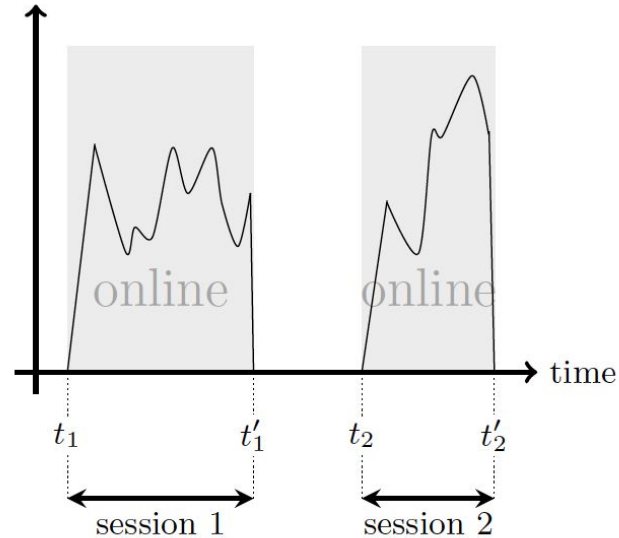 online online
time
t₁ t′₁ t₂ t′₂
session 1 session 2